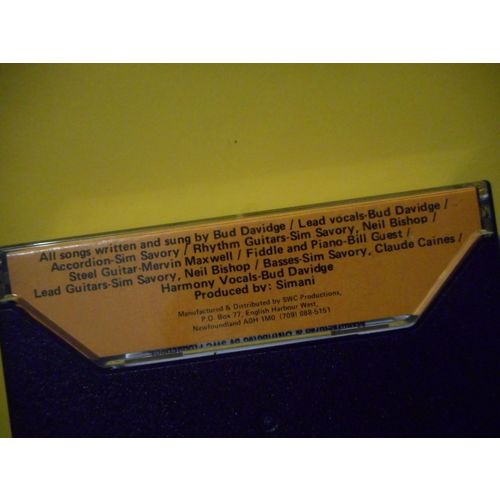 All songs written and sung by Bud Davidge / Lead vocals-Bud Davidge /
Accordion-Sim Savory / Rhythm Guitars-Sim Savory, Neil Bishop /
Steel Guitar-Mervin Maxwell / Fiddle and Piano-Bill Guest /
Lead Guitars-Sim Savory, Neil Bishop / Basses-Sim Savory, Claude Caines /
Harmony Vocals-Bud Davidge
Produced by: Simani
Manufactured & Distributed by SWC Productions,
P.O. Box 77, English Harbour West,
Newfoundland A0H 1M0 (709) 888-5151